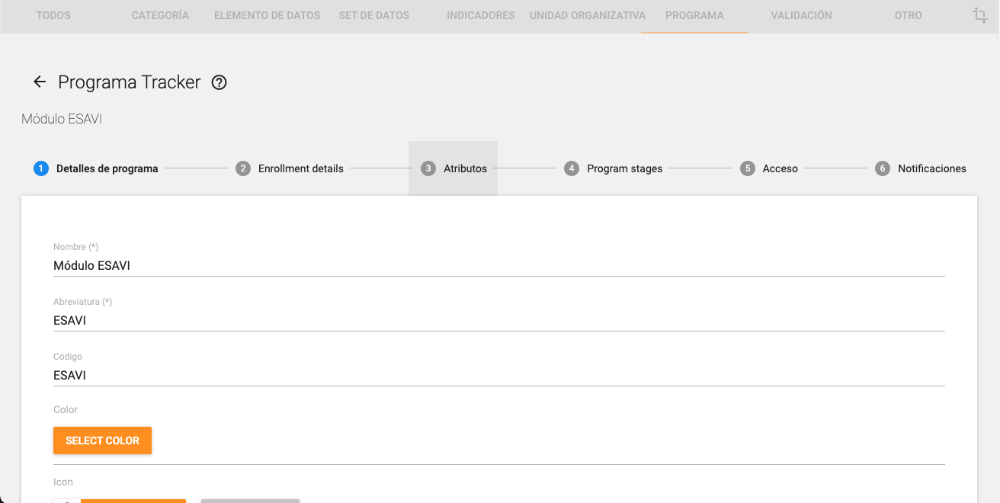 TODOS CATEGORÍA ELEMENTO DE DATOS SET DE DATOS INDICADORES UNIDAD ORGANIZATIVA PROGRAMA VALIDACIÓN OTRO
Programa Tracker
Módulo ESAVI
1 Detalles de programa 2 Enrollment details 3 Atributos 4 Program stages 5 Acceso 6 Notificaciones
Nombre (*)
Módulo ESAVI
Abreviatura (*)
ESAVI
Código
ESAVI
Color
SELECT COLOR
Icon